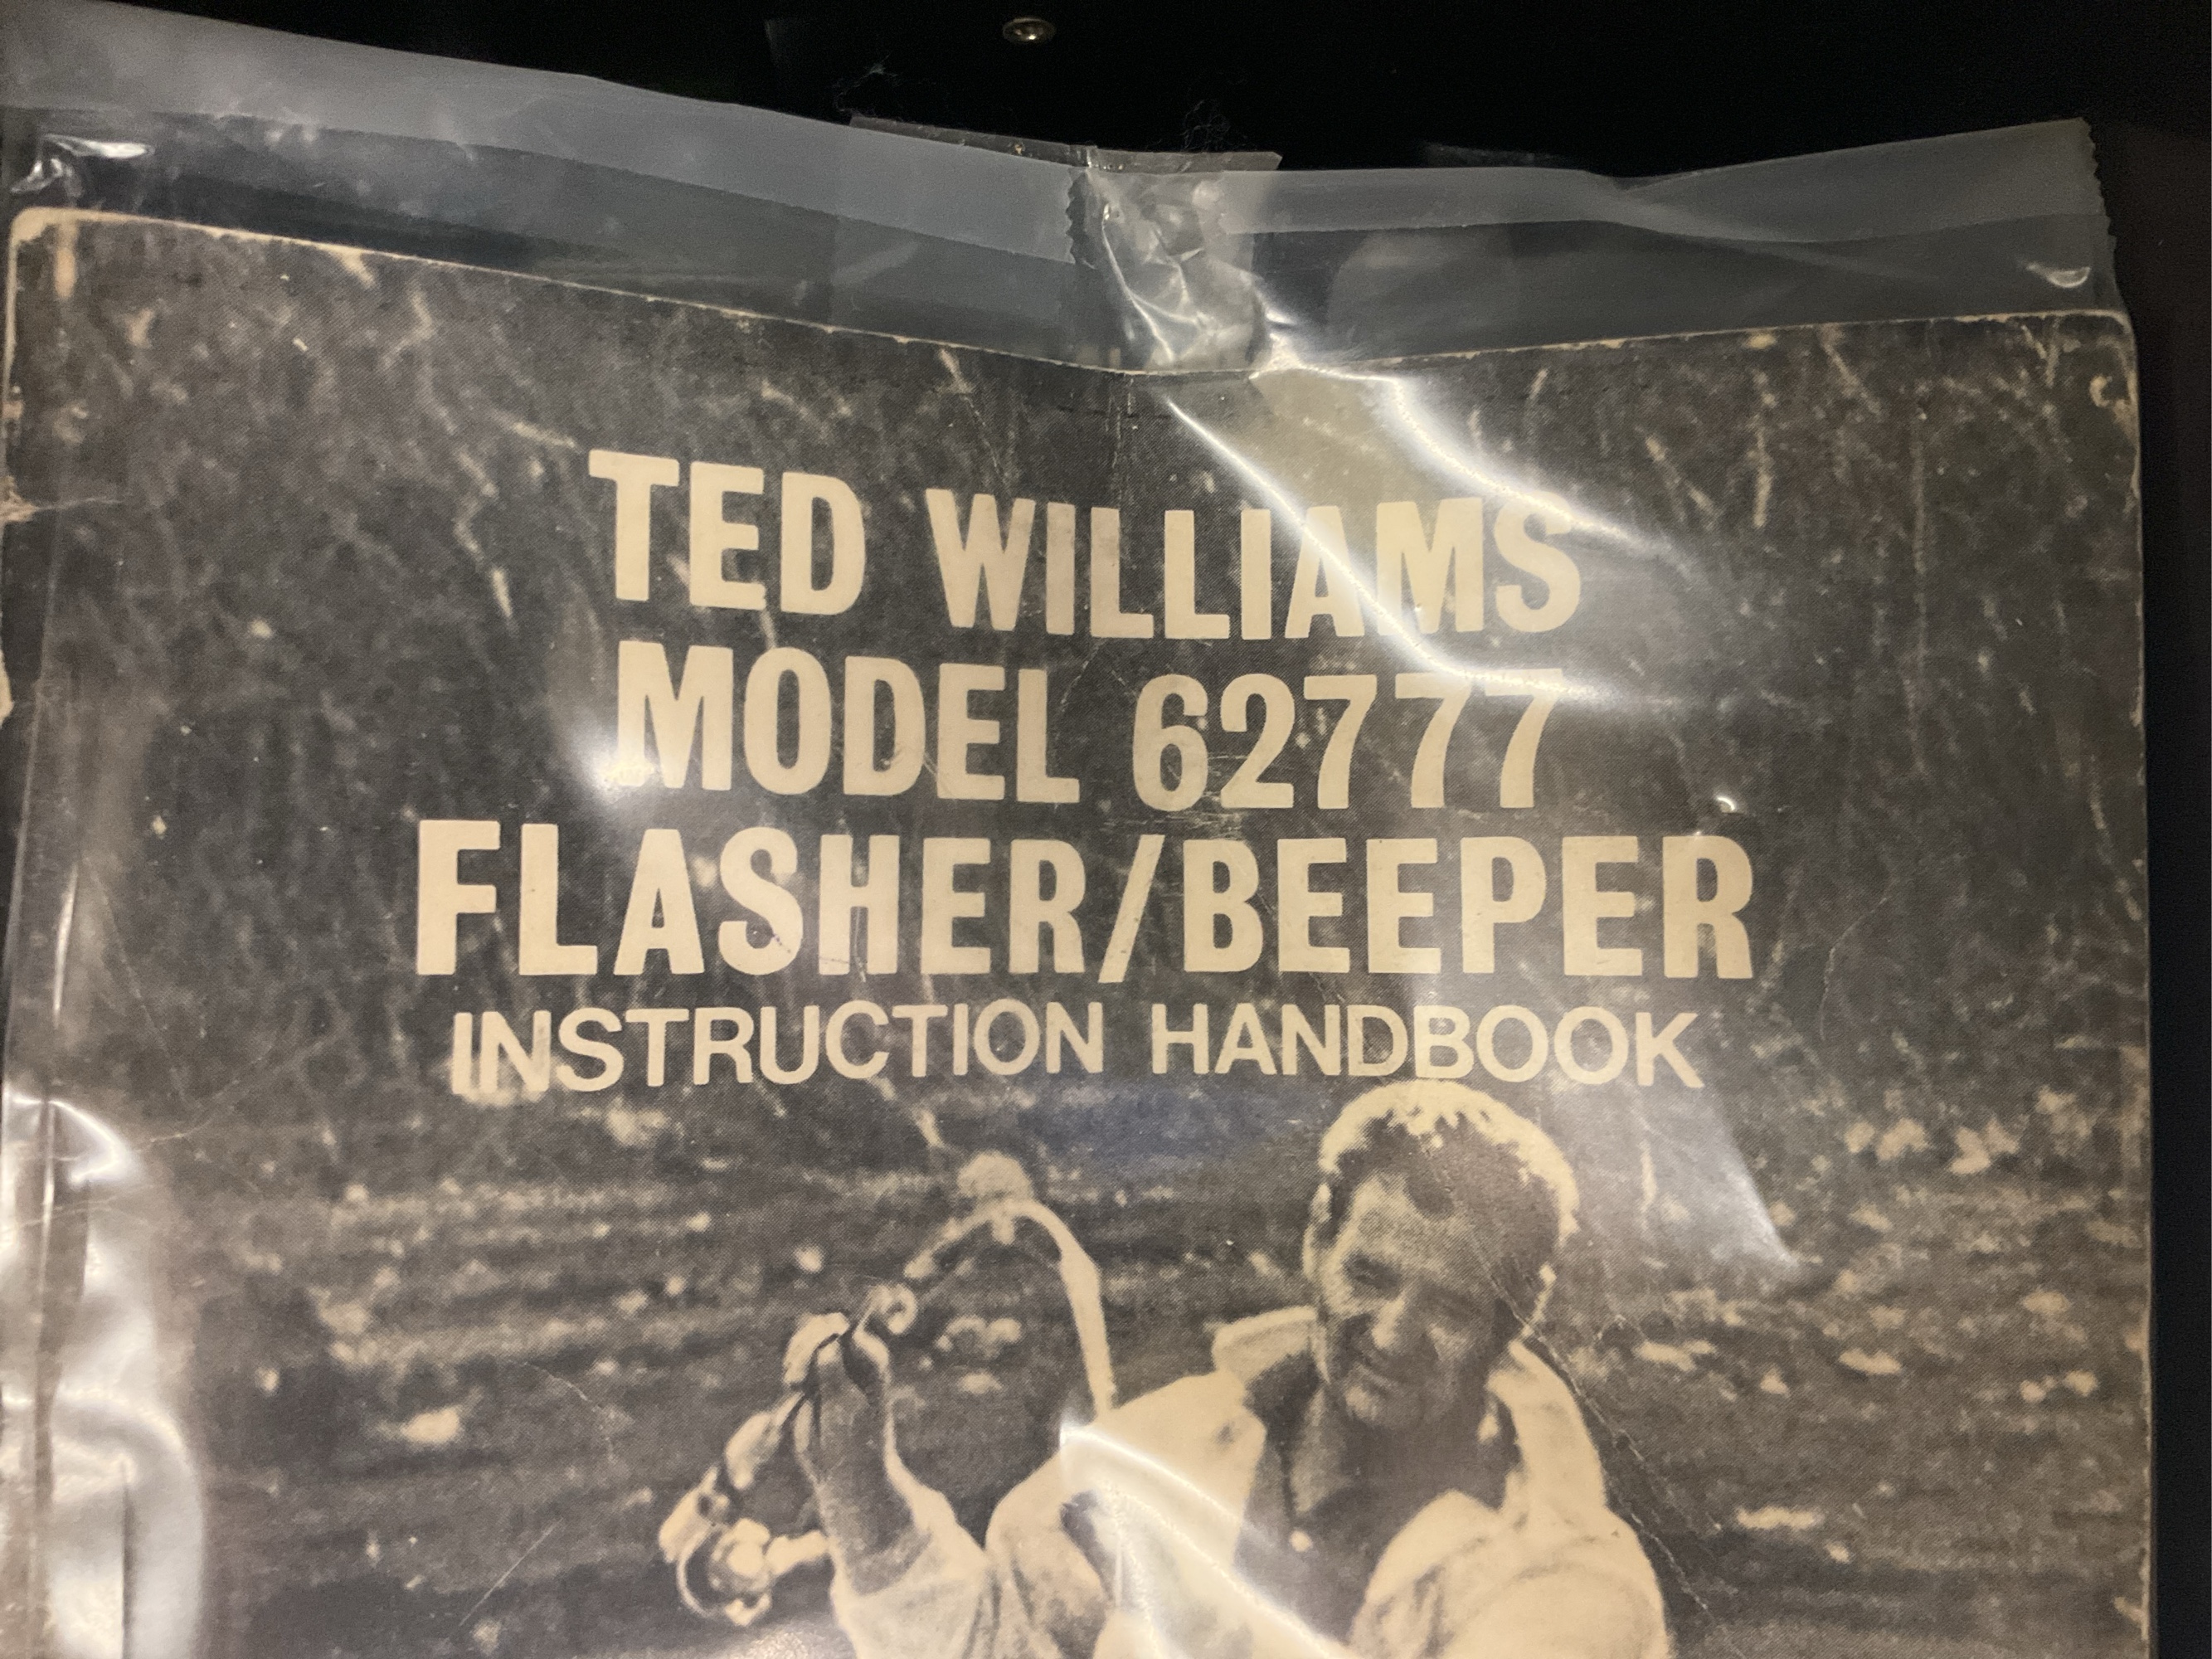 TED WILLIAMS
MODEL 62777
FLASHER/BEEPER
INSTRUCTION HANDBOOK